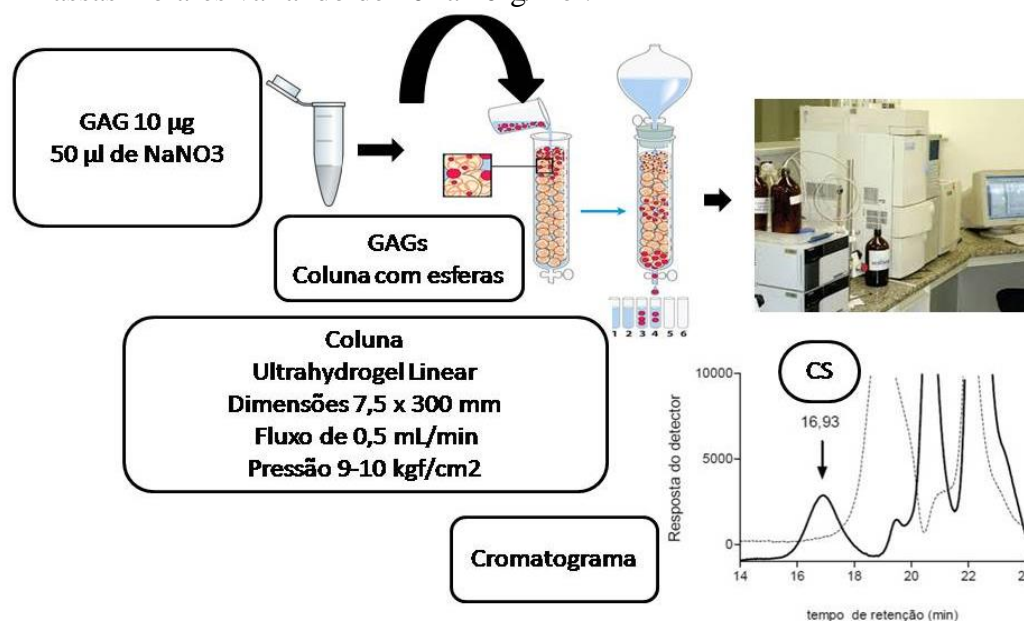 GAG 10 µg
50 µl de NaNO3
GAGs
Coluna com esferas
1 2 3 4 5 6
Coluna
Ultrahydrogel Linear
Dimensões 7,5 x 300 mm
Fluxo de 0,5 mL/min
Pressão 9-10 kgf/cm2
CS
16,93
10000
5000
0
Resposta do detector
14 16 18 20 22
tempo de retenção (min)
Cromatograma